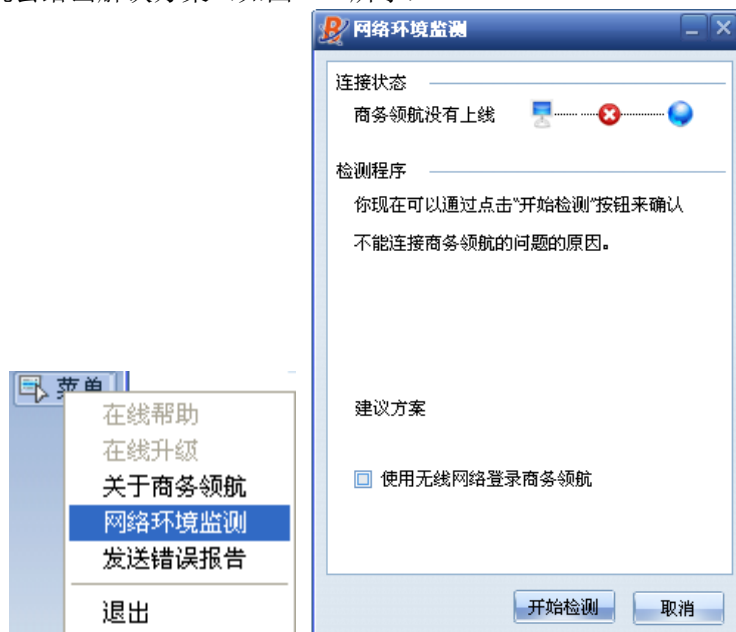 网络环境监测
连接状态
商务领航没有上线
检测程序
你现在可以通过点击"开始检测"按钮来确认
不能连接商务领航的问题的原因。
建议方案
使用无线网络登录商务领航
开始检测
取消
菜单
在线帮助
在线升级
关于商务领航
网络环境监测
发送错误报告
退出